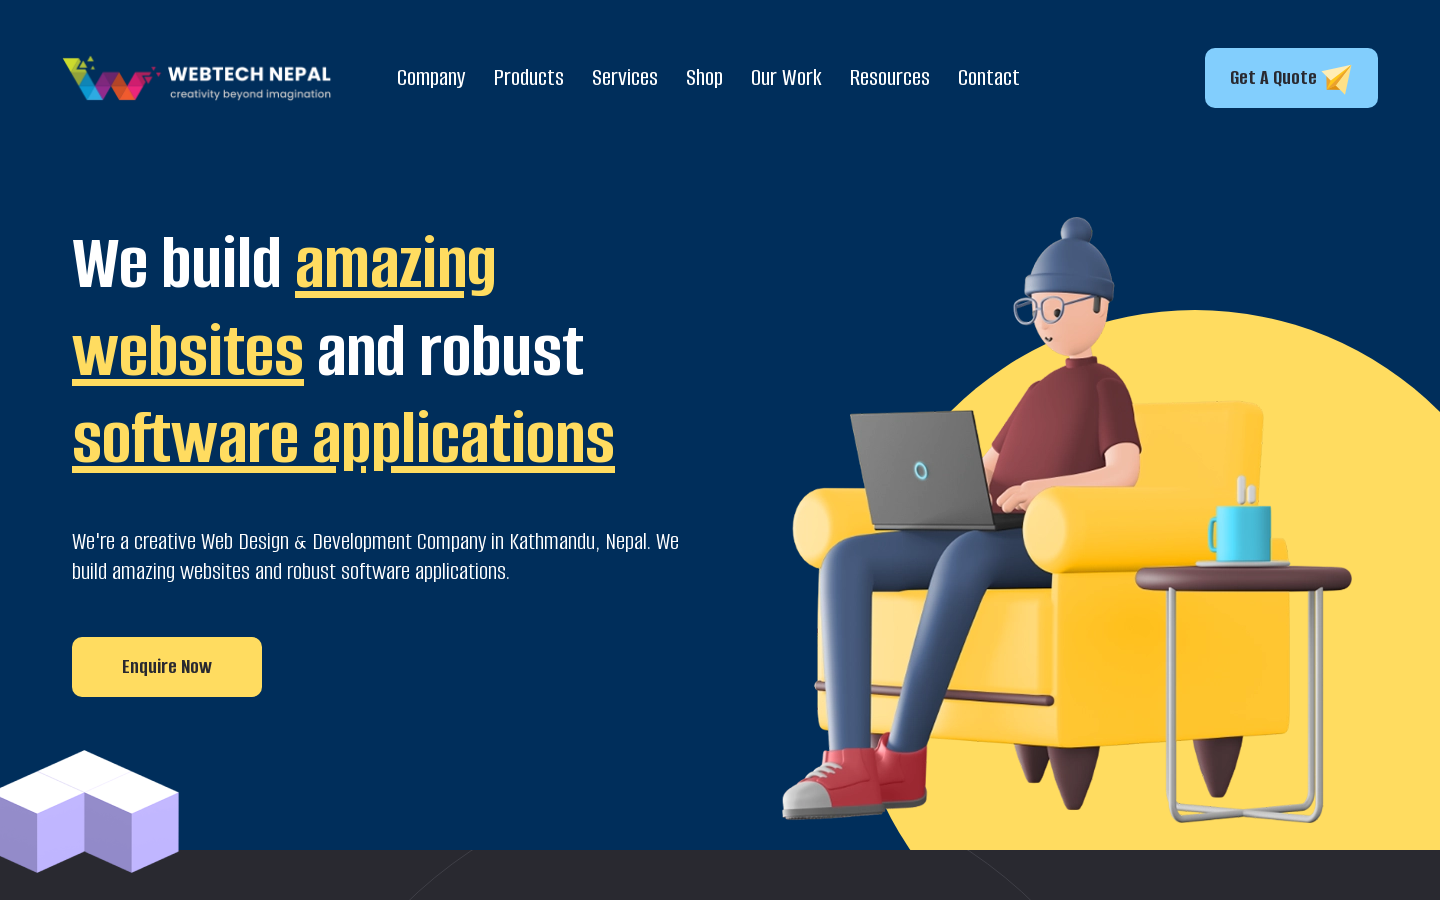 WEBTECH NEPAL
creativity beyond imagination
Company Products Services Shop Our Work Resources Contact
Get A Quote
We build amazing
websites and robust
software applications
We're a creative Web Design & Development Company in Kathmandu, Nepal. We
build amazing websites and robust software applications.
Enquire Now